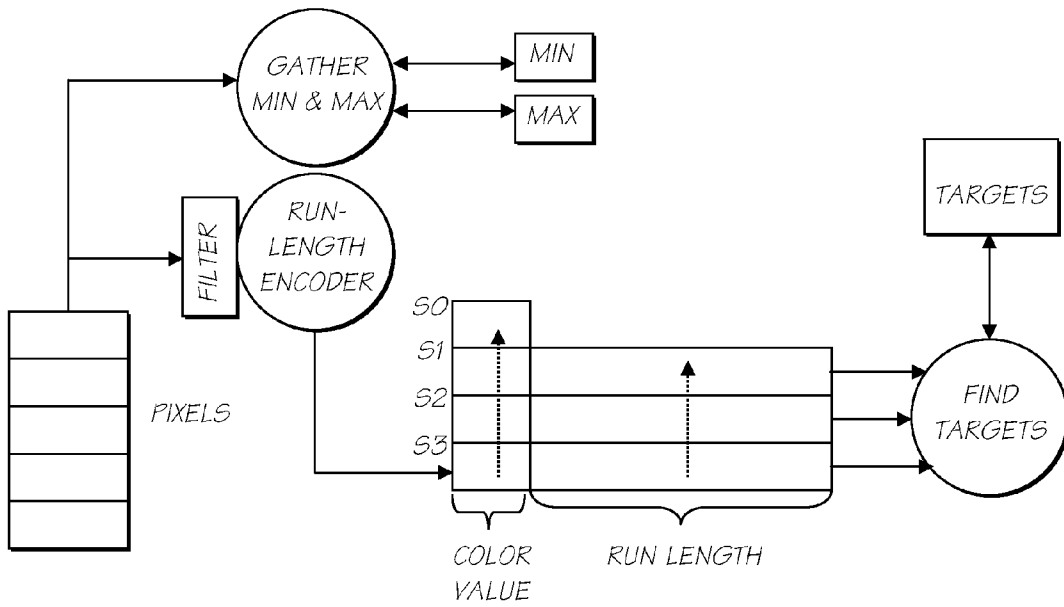 GATHER
MIN & MAX
MIN
MAX
TARGETS
FILTER
RUN-
LENGTH
ENCODER
S0
S1
S2
S3
PIXELS
FIND
TARGETS
COLOR
VALUE
RUN LENGTH